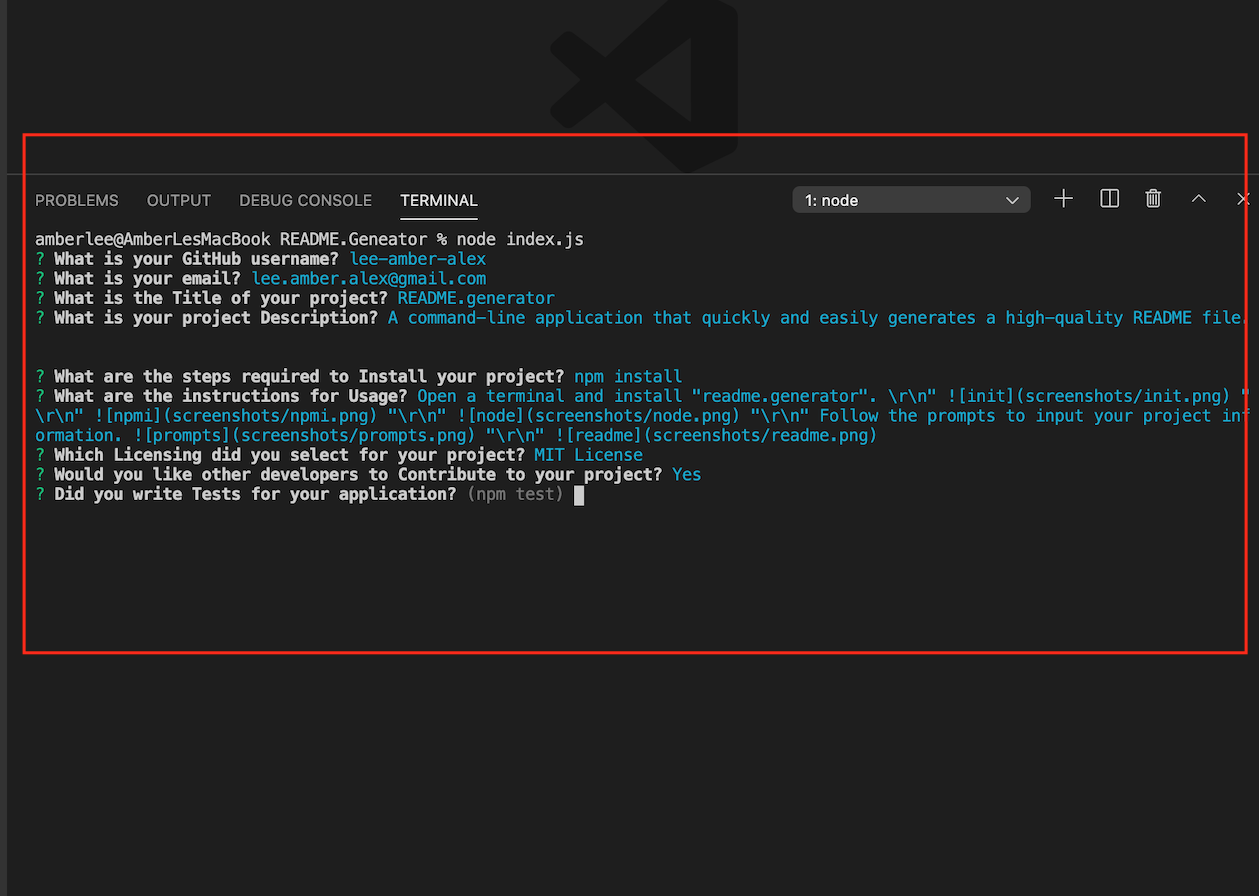 PROBLEMS OUTPUT DEBUG CONSOLE TERMINAL 1: node
amberlee@AmberLesMacBook README.Geneator % node index.js
? What is your GitHub username? lee-amber-alex
? What is your email? lee.amber.alex@gmail.com
? What is the Title of your project? README.generator
? What is your project Description? A command-line application that quickly and easily generates a high-quality README file.
? What are the steps required to Install your project? npm install
? What are the instructions for Usage? Open a terminal and install "readme.generator". \r\n" ![init](screenshots/init.png) "
\r\n" ![npmi](screenshots/npmi.png) "\r\n" ![node](screenshots/node.png) "\r\n" Follow the prompts to input your project inf
ormation. ![prompts](screenshots/prompts.png) "\r\n" ![readme](screenshots/readme.png)
? Which Licensing did you select for your project? MIT License
? Would you like other developers to Contribute to your project? Yes
? Did you write Tests for your application? (npm test)